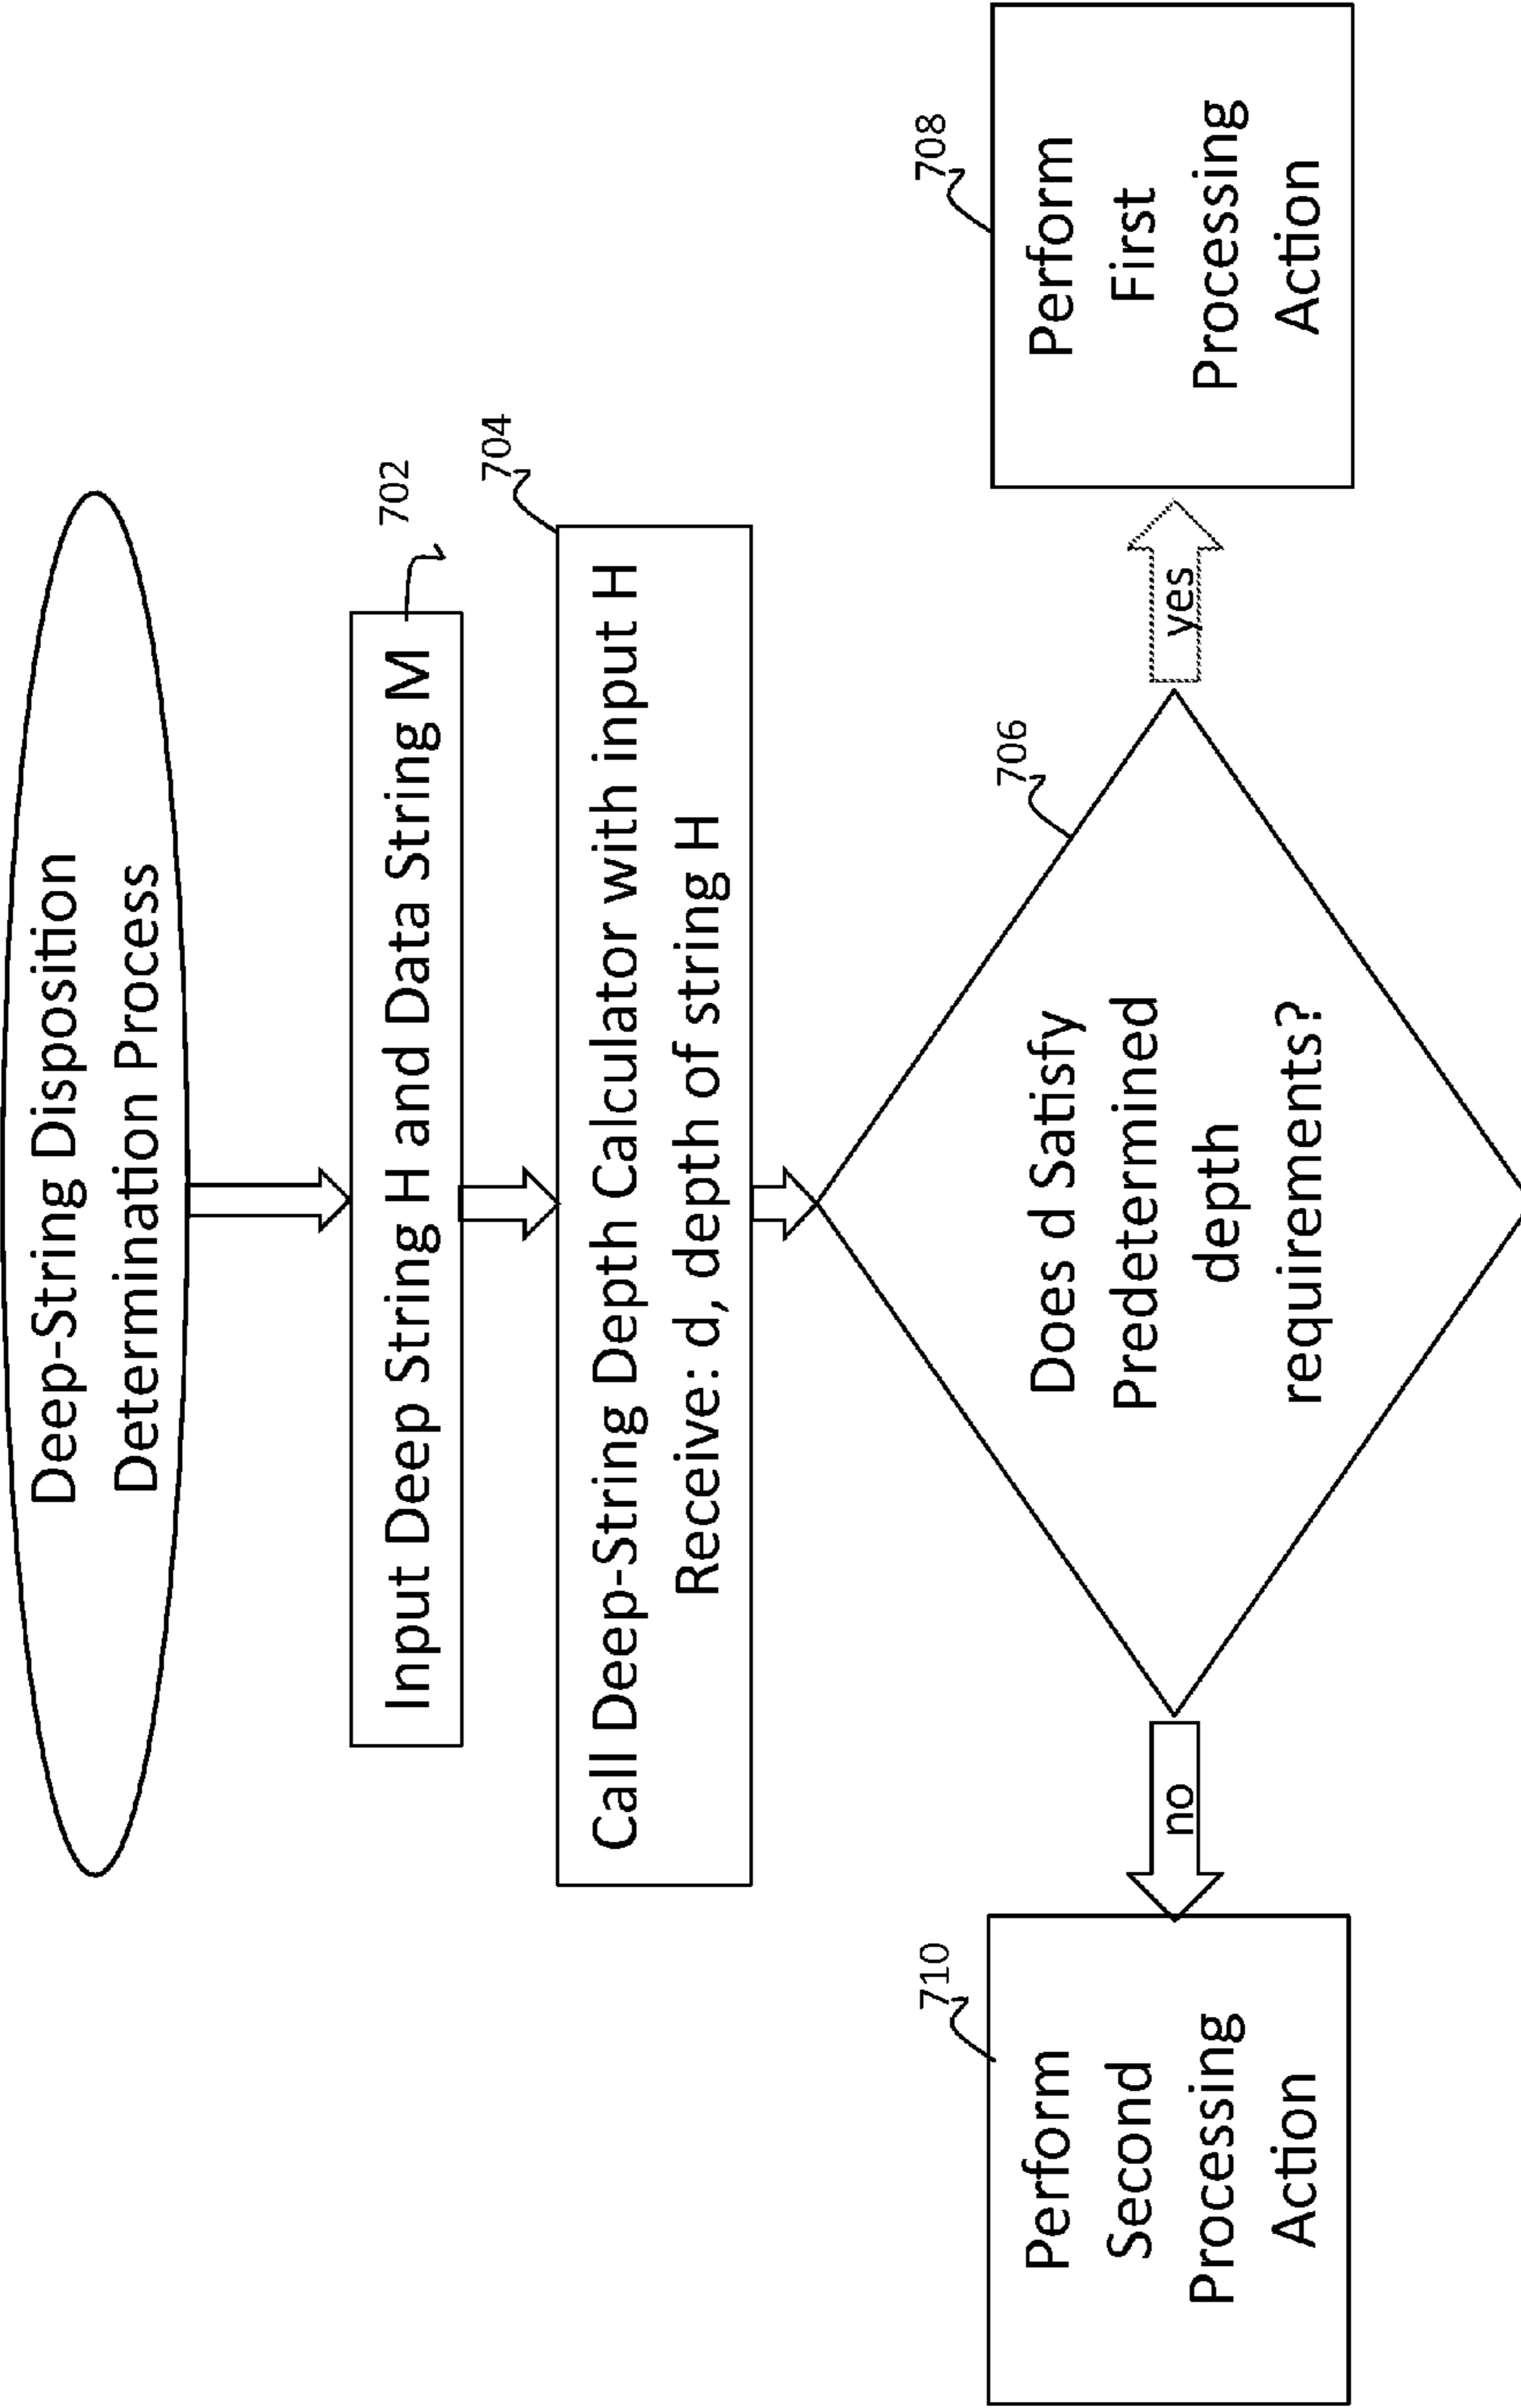 Deep-String Disposition
Determination Process
702
Input Deep String H and Data String M
704
Call Deep-String Depth Calculator with input H
Receive: d, depth of string H
706
Does d Satisfy
Predetermined
depth
requirements?
no
yes
710
Perform
Second
Processing
Action
708
Perform
First
Processing
Action